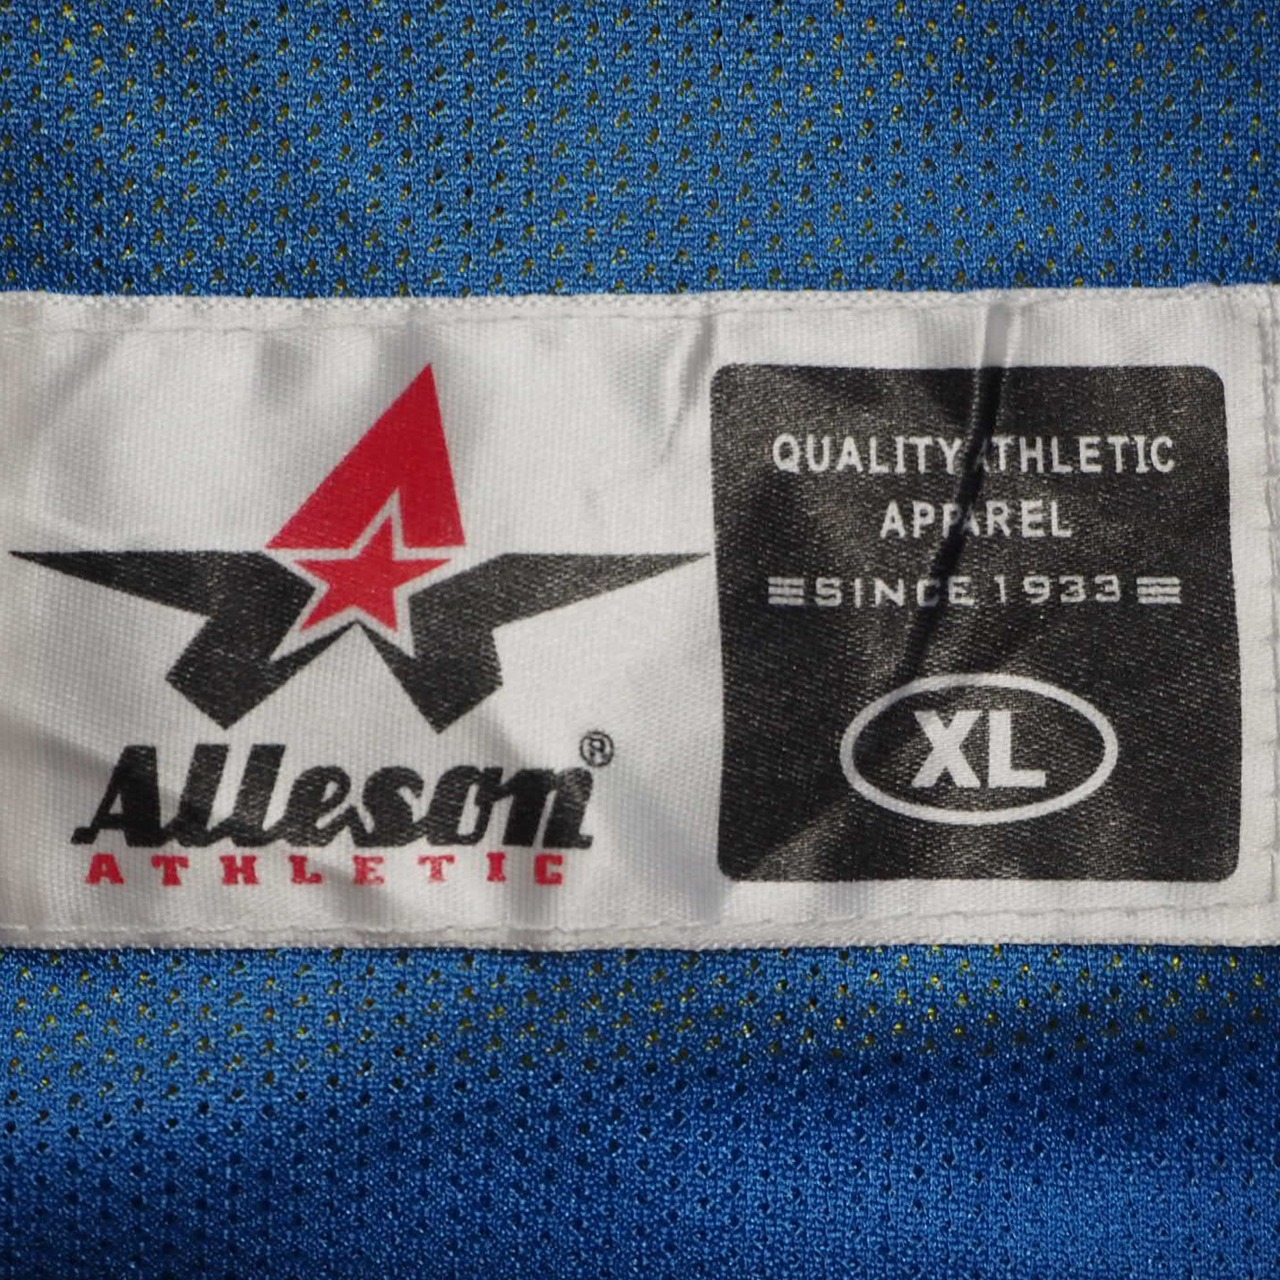 Alleson®
ATHLETIC
QUALITY ATHLETIC
APPAREL
SINCE 1933
XL